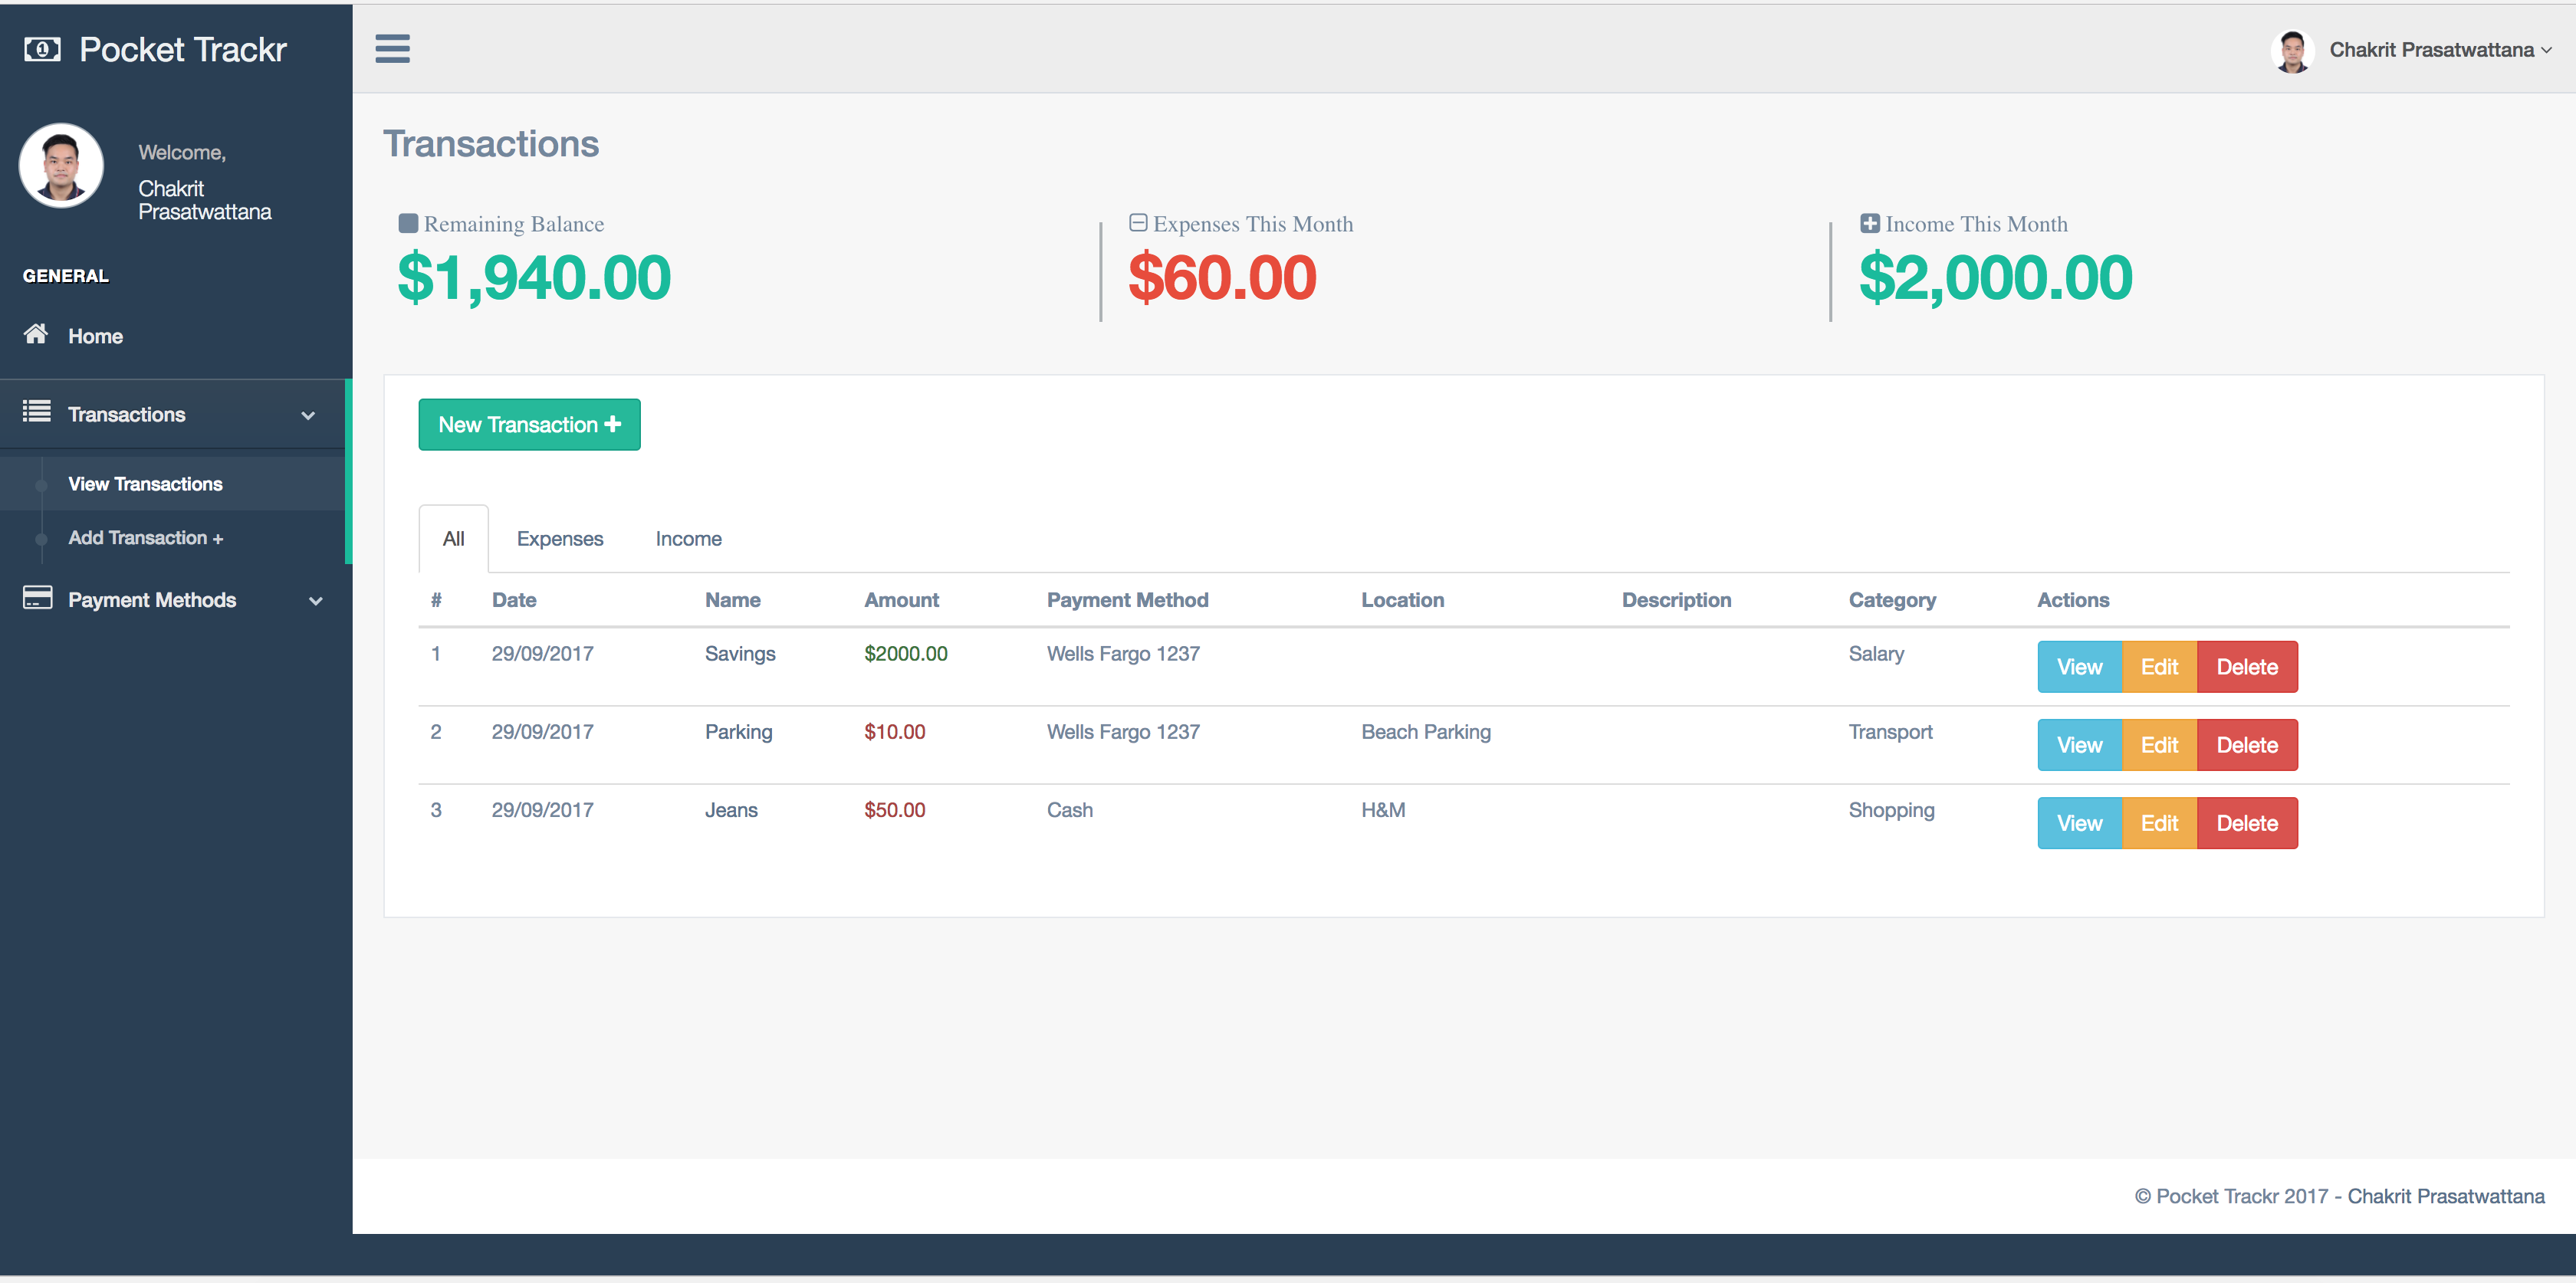 Pocket Trackr
Chakrit Prasatwattana
Welcome,
Chakrit
Prasatwattana
GENERAL
Home
Transactions
View Transactions
Add Transaction +
Payment Methods
Transactions
Remaining Balance
$1,940.00
Expenses This Month
$60.00
Income This Month
$2,000.00
New Transaction +
All Expenses Income
# Date Name Amount Payment Method Location Description Category Actions
1 29/09/2017 Savings $2000.00 Wells Fargo 1237 Salary View Edit Delete
2 29/09/2017 Parking $10.00 Wells Fargo 1237 Beach Parking Transport View Edit Delete
3 29/09/2017 Jeans $50.00 Cash H&M Shopping View Edit Delete
© Pocket Trackr 2017 - Chakrit Prasatwattana